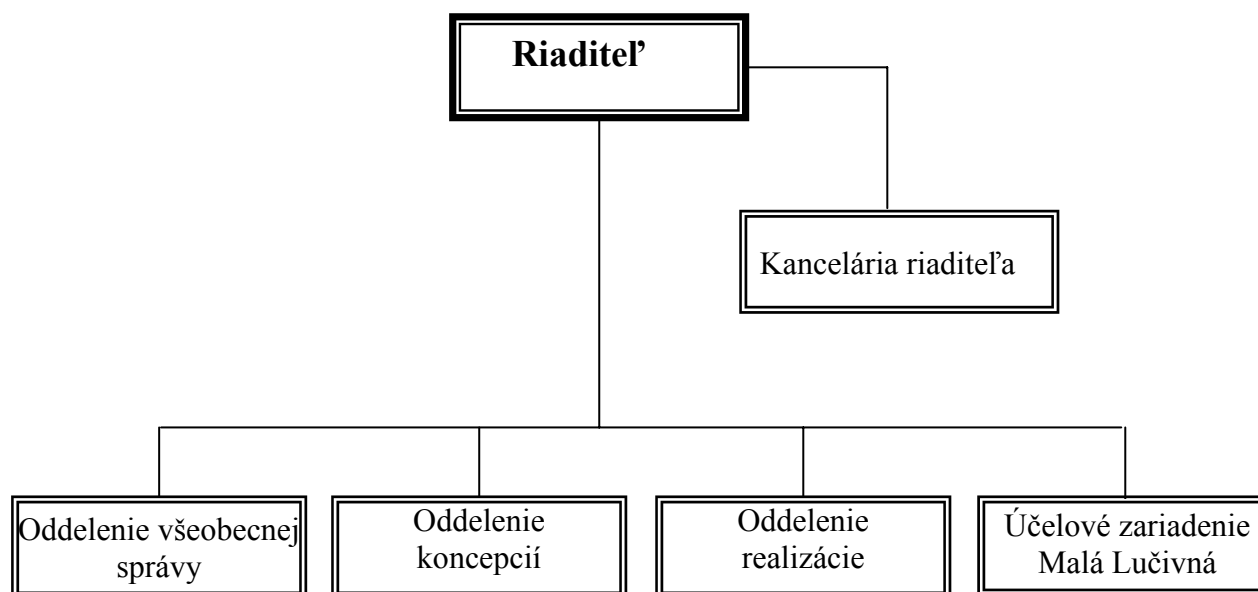 Riaditeľ
Kancelária riaditeľa
Oddelenie všeobecnej
správy
Oddelenie
koncepcií
Oddelenie
realizácie
Účelové zariadenie
Malá Lučivná